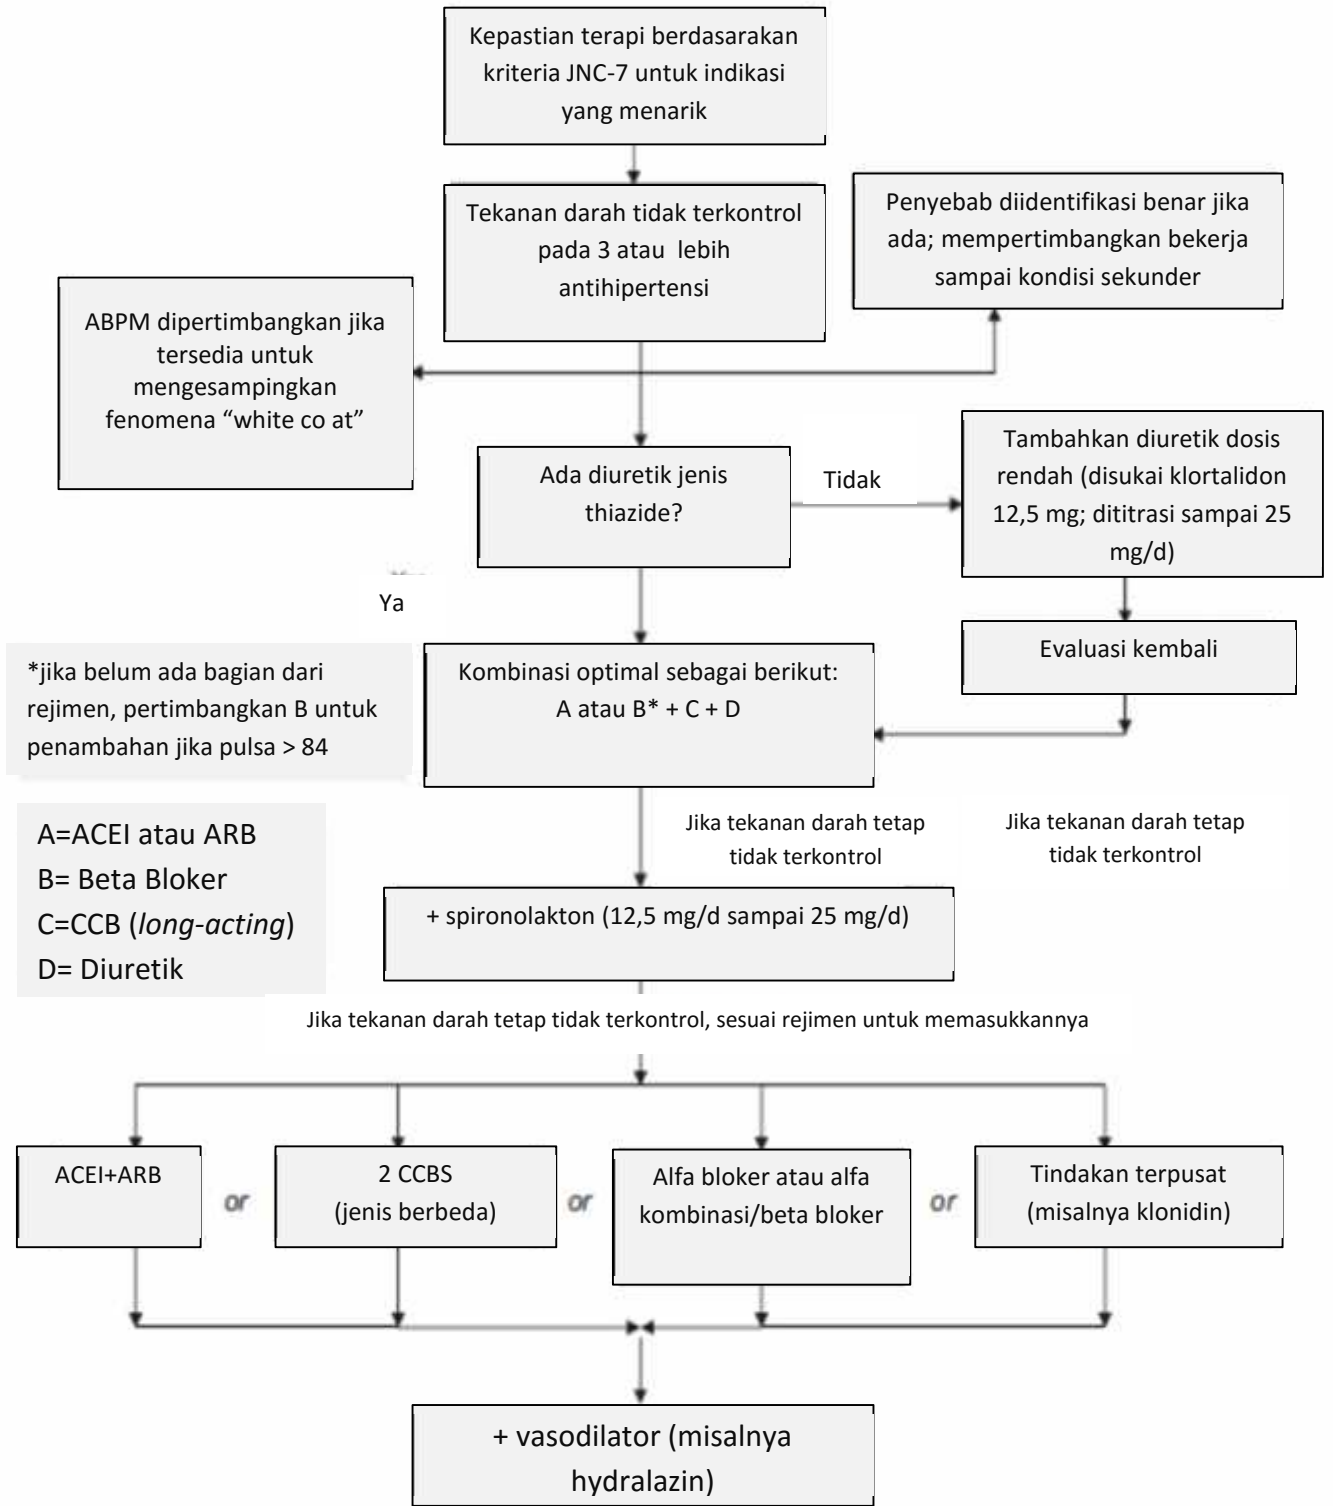 Kepastian terapi berdasarakan
kriteria JNC-7 untuk indikasi
yang menarik
Tekanan darah tidak terkontrol
pada 3 atau lebih
antihipertensi
Penyebab diidentifikasi benar jika
ada; mempertimbangkan bekerja
sampai kondisi sekunder
ABPM dipertimbangkan jika
tersedia untuk
mengesampingkan
fenomena “white co at”
Ada diuretik jenis
thiazide?
Tidak
Tambahkan diuretik dosis
rendah (disukai klortalidon
12,5 mg; dititrasi sampai 25
mg/d)
Ya
Evaluasi kembali
*jika belum ada bagian dari
rejimen, pertimbangkan B untuk
penambahan jika pulsa > 84
Kombinasi optimal sebagai berikut:
A atau B* + C + D
A=ACEI atau ARB
B= Beta Bloker
C=CCB (long-acting)
D= Diuretik
Jika tekanan darah tetap
tidak terkontrol
Jika tekanan darah tetap
tidak terkontrol
+ spironolakton (12,5 mg/d sampai 25 mg/d)
Jika tekanan darah tetap tidak terkontrol, sesuai rejimen untuk memasukkannya
ACEI+ARB
or
2 CCBS
(jenis berbeda)
or
Alfa bloker atau alfa
kombinasi/beta bloker
or
Tindakan terpusat
(misalnya klonidin)
+ vasodilator (misalnya
hydralazin)